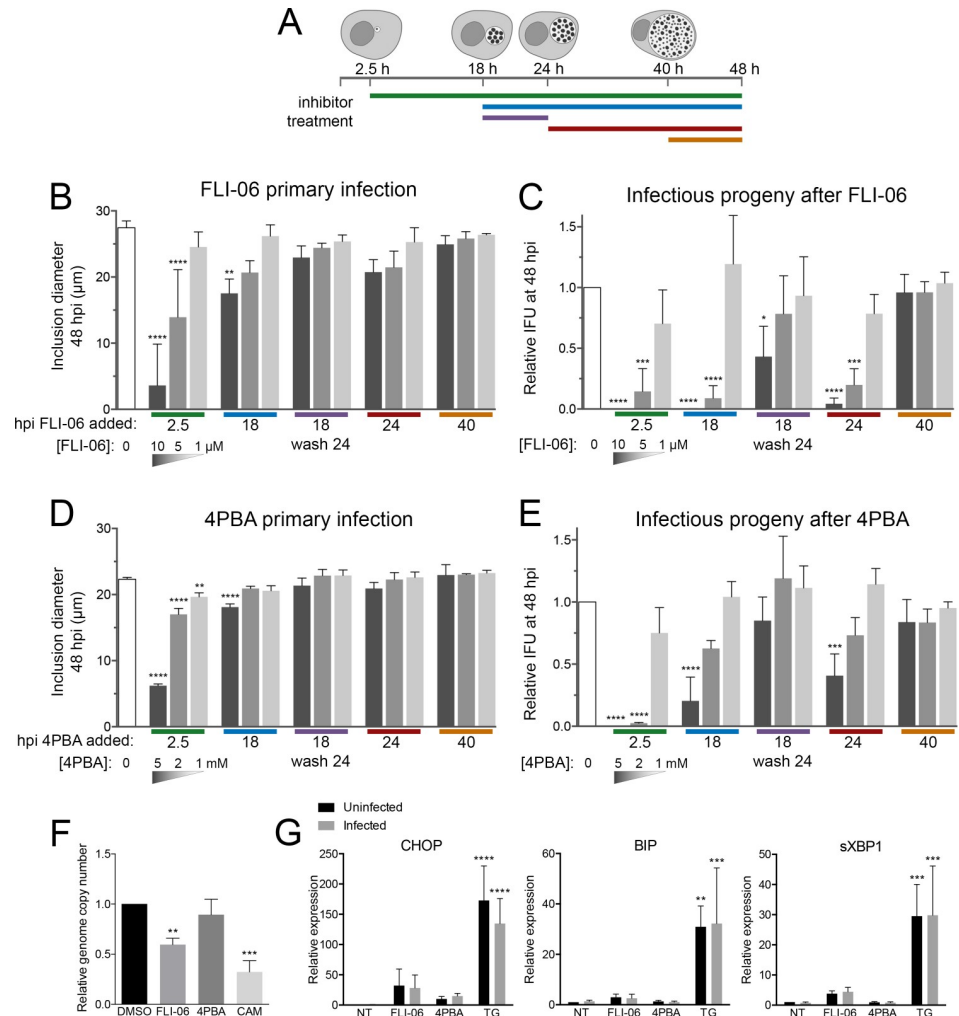 A
2.5 h 18 h 24 h 40 h 48 h
inhibitor
treatment
B
FLI-06 primary infection
Inclusion diameter
48 hpi (µm)
30
20
10
0
**** **** **
hpi FLI-06 added: 2.5 18 18 24 40
[FLI-06]: 0 10 5 1 µM wash 24
C
Infectious progeny after FLI-06
Relative IFU at 48 hpi
1.5
1.0
0.5
0.0
**** *** **** **** * **** ***
2.5 18 18 24 40
[FLI-06]: 0 10 5 1 µM wash 24
D
4PBA primary infection
Inclusion diameter
48 hpi (µm)
30
20
10
0
**** **** ** ****
hpi 4PBA added: 2.5 18 18 24 40
[4PBA]: 0 5 2 1 mM wash 24
E
Infectious progeny after 4PBA
Relative IFU at 48 hpi
1.5
1.0
0.5
0.0
**** **** **** ***
2.5 18 18 24 40
[4PBA]: 0 5 2 1 mM wash 24
F
Relative genome copy number
1.5
1.0
0.5
0.0
** ***
DMSO FLI-06 4PBA CAM
G
Uninfected
Infected
CHOP
Relative expression
250
200
150
100
50
0
**** ****
NT FLI-06 4PBA TG
BIP
Relative expression
60
40
20
0
** ***
NT FLI-06 4PBA TG
sXBP1
Relative expression
50
40
30
20
10
0
*** ***
NT FLI-06 4PBA TG